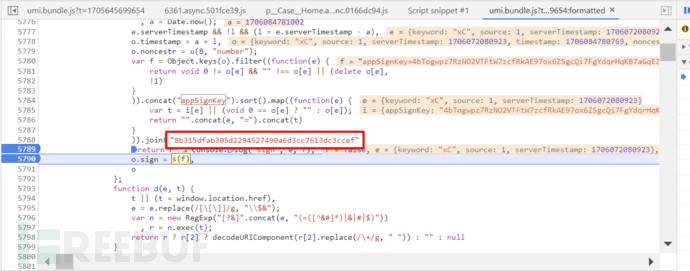 umi.bundle.js?t=1705645699654 6361.async.501fce39.js p__Case__Home.a...nc.0166dc94.js Script snippet #1 umi.bundle.js?...9654:formatted
5776 , a = Date.now(); a = 1706084781002
5777 e.serverTimestamp && !l && (l = e.serverTimestamp - a), e = {keyword: "xC", source: 1, serverTimestamp: 1706072080923}
5778 o.timestamp = a + l, o = {keyword: "xC", source: 1, serverTimestamp: 1706072080923, timestamp: 1706084780769, noncestr
5779 o.noncestr = u(8, "number");
5780 var f = Object.keys(o).filter((function(e) { f = "appSignKey=
5781 return void 0 != o[e] && "" !== o[e] || (delete o[e],
5782 !1)
5783 }
5784 )).concat("appSignKey").sort().map((function(e) { e = {keyword: "xC", source: 1, serverTimestamp: 1706072080923}
5785 var t = i[e] || (void 0 == o[e] ? "" : o[e]); i = {appSignKey:
5786 return "".concat(e, "=").concat(t)
5787 }
5788 )).join( "8b315dfab305d2294527490a6d3cc7613dc3ccef"
5789 return console.log("sign", e, f), = false, e = {keyword: "xC", source: 1, serverTimestamp: 1706072080923},
5790 o.sign = s(f),
5791 o
5792 };
5793 function d(e, t) {
5794 t || (t = window.location.href),
5795 e = e.replace(/[\[\]]/g, "\\$&");
5796 var n = new RegExp("[?&]".concat(e, "(=([^&#]*)|&|#|$)"))
5797 , r = n.exec(t);
5798 return r ? r[2] ? decodeURIComponent(r[2].replace(/\+/g, " ")) : "" : null
5799 }
5800
FREEBUF